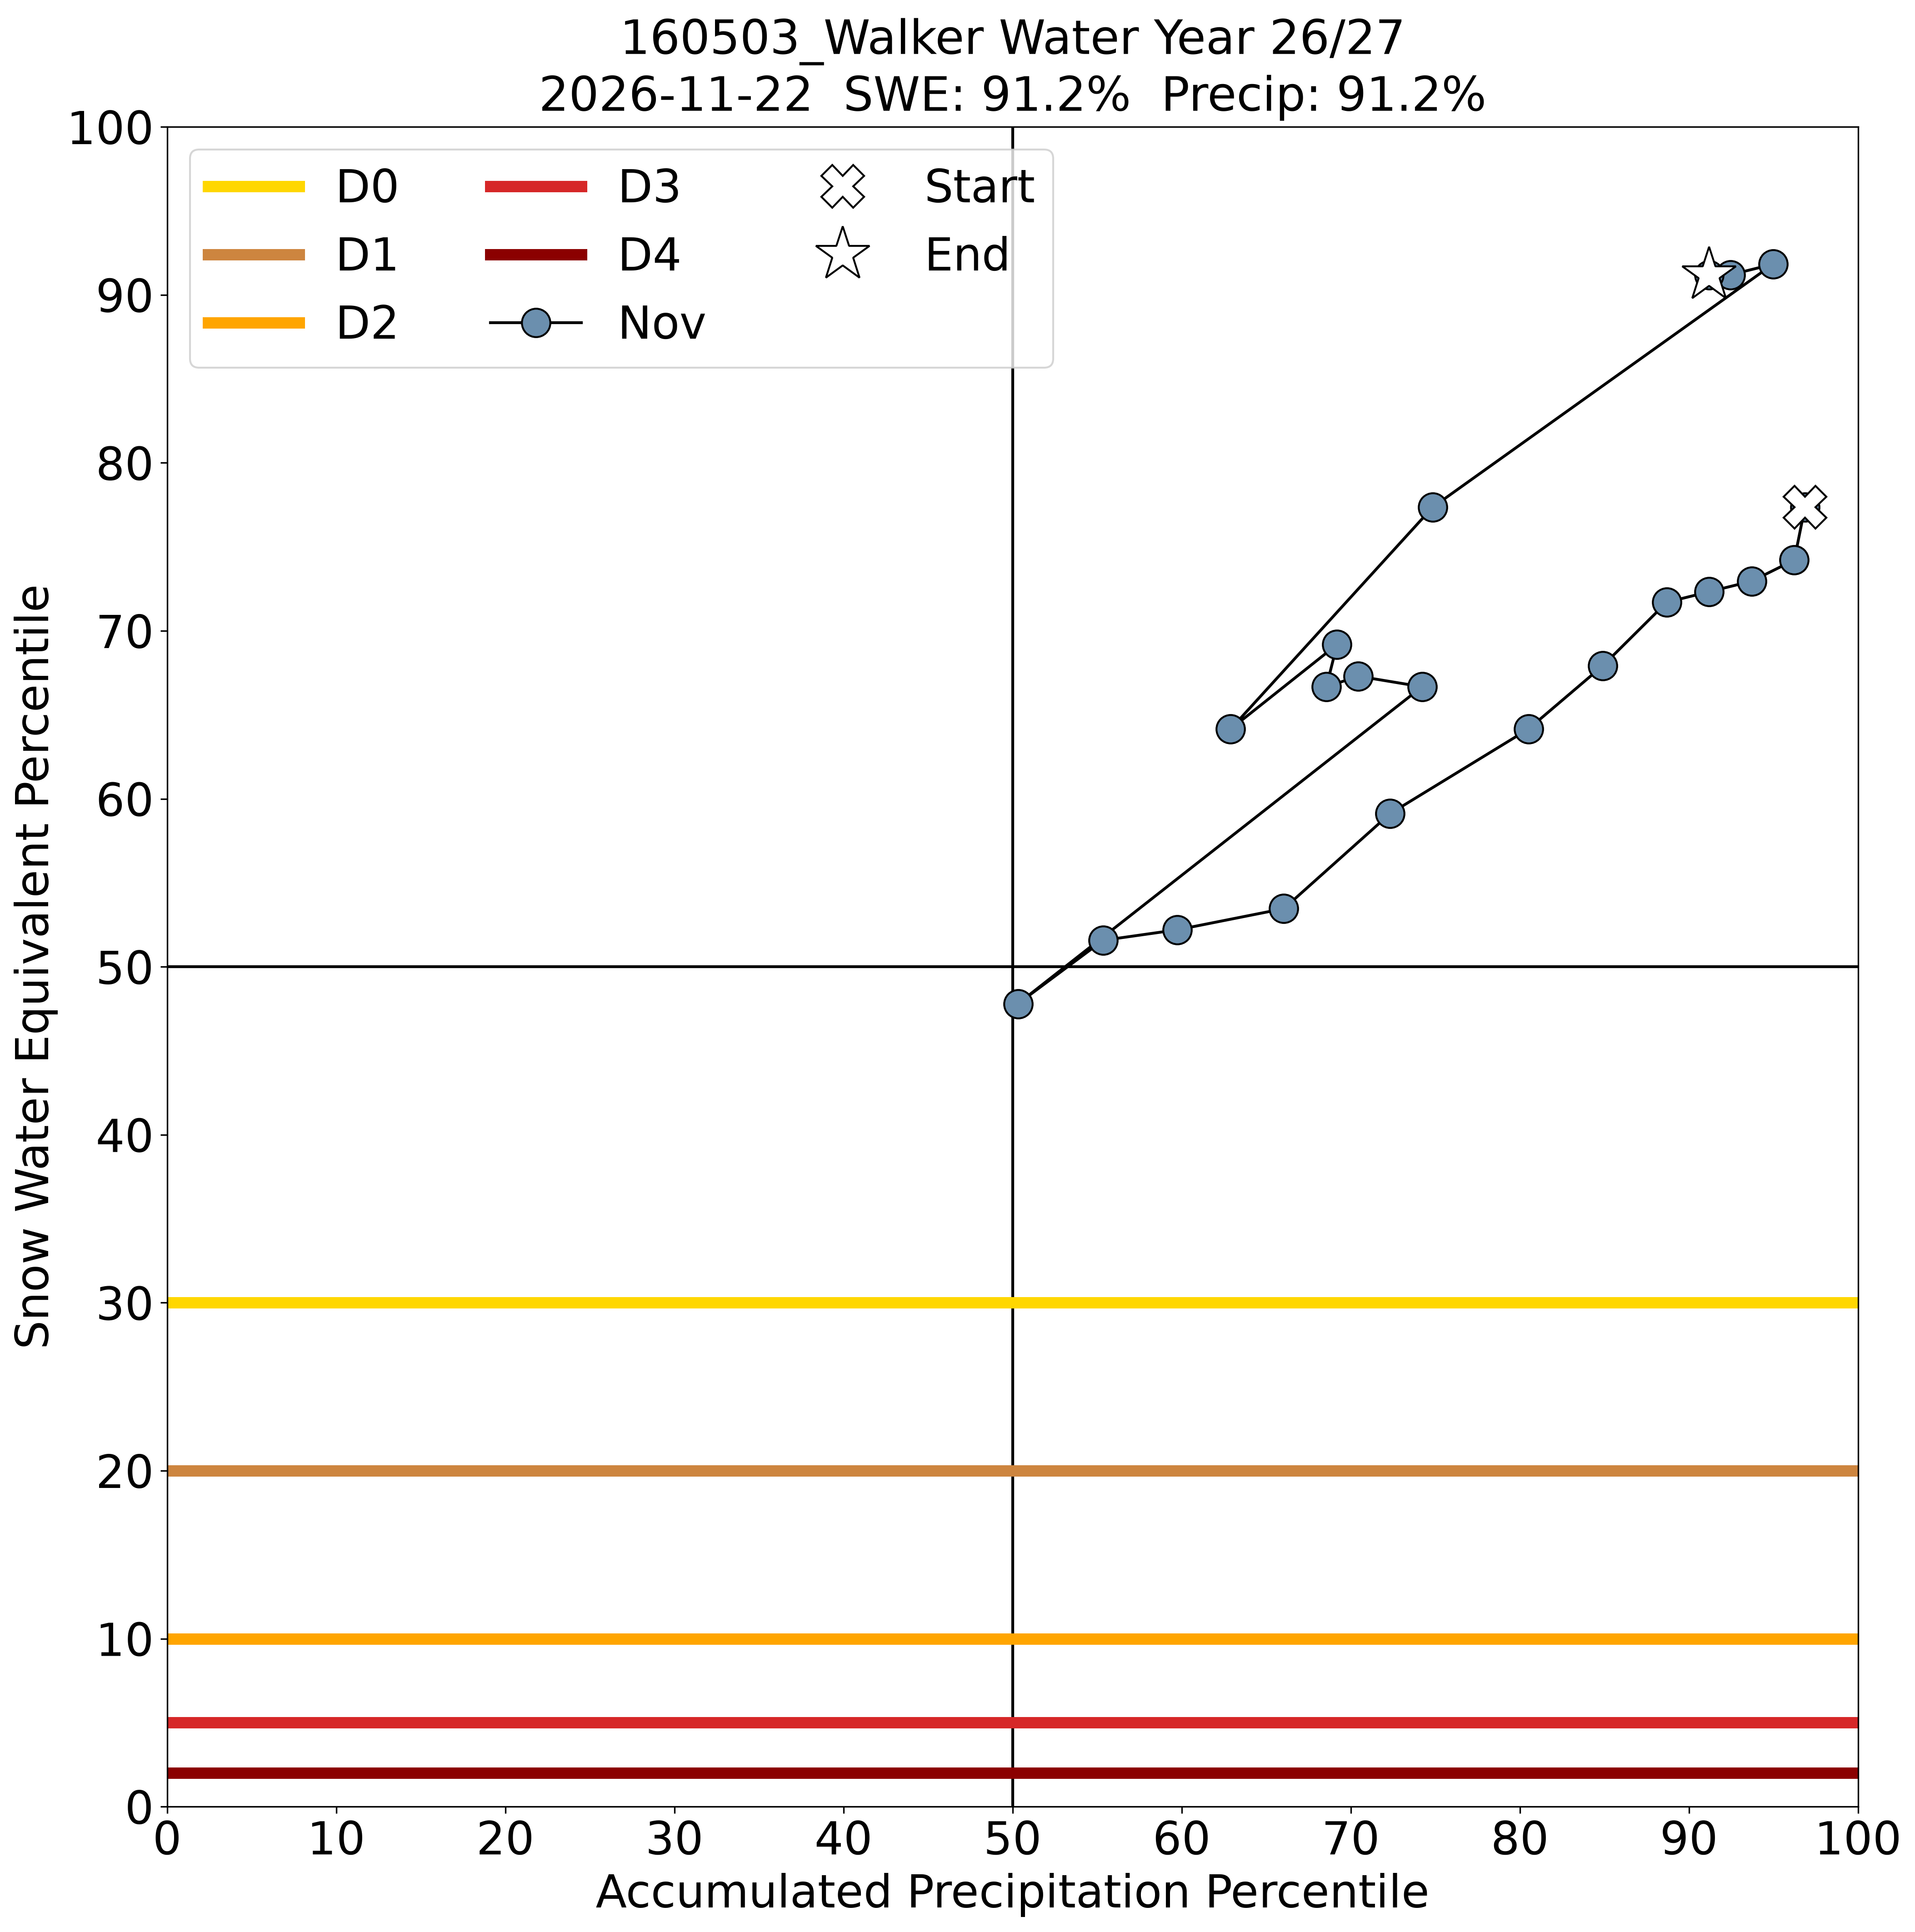 160503_Walker Water Year 26/27
2026-11-22  SWE: 91.2%  Precip: 91.2%
D0
D1
D2
D3
D4
Nov
Start
End
Snow Water Equivalent Percentile
100
90
80
70
60
50
40
30
20
10
0
0 10 20 30 40 50 60 70 80 90 100
Accumulated Precipitation Percentile